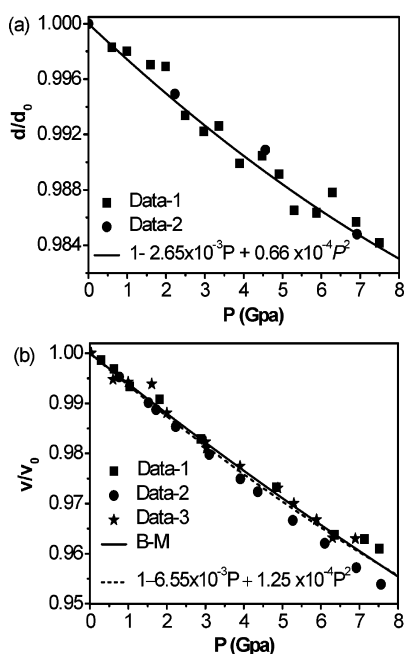 (a)
1.000
0.996
0.992
0.988
0.984
d/d₀
Data-1
Data-2
1- 2.65x10⁻³P + 0.66 x10⁻⁴P²
0 1 2 3 4 5 6 7 8
P (Gpa)
(b)
1.00
0.99
0.98
0.97
0.96
0.95
v/v₀
Data-1
Data-2
Data-3
B-M
1–6.55x10⁻³P + 1.25 x10⁻⁴P²
0 1 2 3 4 5 6 7 8
P (Gpa)